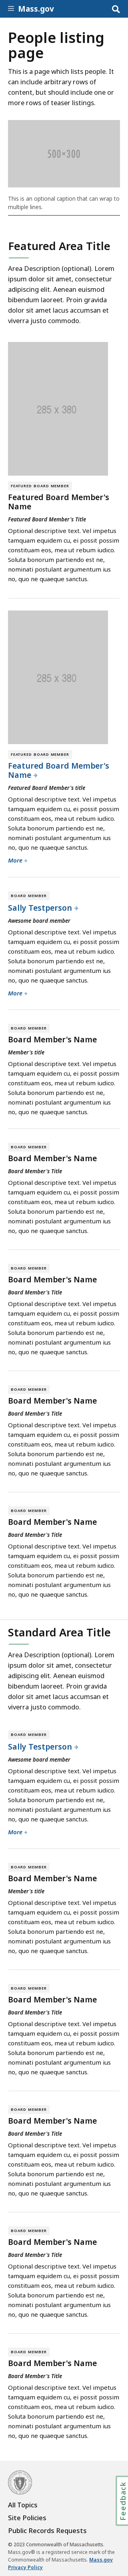 Mass.gov
People listing
page
This is a page which lists people. It
can include arbitrary rows of
content, but should include one or
more rows of teaser listings.
500×300
This is an optional caption that can wrap to
multiple lines.
Featured Area Title
Area Description (optional). Lorem
ipsum dolor sit amet, consectetur
adipiscing elit. Aenean euismod
bibendum laoreet. Proin gravida
dolor sit amet lacus accumsan et
viverra justo commodo.
285 x 380
FEATURED BOARD MEMBER
Featured Board Member's
Name
Featured Board Member's Title
Optional descriptive text. Vel impetus
tamquam equidem cu, ei possit possim
constituam eos, mea ut rebum iudico.
Soluta bonorum partiendo est ne,
nominati postulant argumentum ius
no, quo ne quaeque samctus.
285 x 380
FEATURED BOARD MEMBER
Featured Board Member's
Name
Featured Board Member's title
Optional descriptive text. Vel impetus
tamquam equidem cu, ei possit possim
constituam eos, mea ut rebum iudico.
Soluta bonorum partiendo est ne,
nominati postulant argumentum ius
no, quo ne quaeque samctus.
More
BOARD MEMBER
Sally Testperson
Awesome board member
Optional descriptive text. Vel impetus
tamquam equidem cu, ei possit possim
constituam eos, mea ut rebum iudico.
Soluta bonorum partiendo est ne,
nominati postulant argumentum ius
no, quo ne quaeque samctus.
More
BOARD MEMBER
Board Member's Name
Member's title
Optional descriptive text. Vel impetus
tamquam equidem cu, ei possit possim
constituam eos, mea ut rebum iudico.
Soluta bonorum partiendo est ne,
nominati postulant argumentum ius
no, quo ne quaeque samctus.
BOARD MEMBER
Board Member's Name
Board Member's Title
Optional descriptive text. Vel impetus
tamquam equidem cu, ei possit possim
constituam eos, mea ut rebum iudico.
Soluta bonorum partiendo est ne,
nominati postulant argumentum ius
no, quo ne quaeque samctus.
BOARD MEMBER
Board Member's Name
Board Member's Title
Optional descriptive text. Vel impetus
tamquam equidem cu, ei possit possim
constituam eos, mea ut rebum iudico.
Soluta bonorum partiendo est ne,
nominati postulant argumentum ius
no, quo ne quaeque samctus.
BOARD MEMBER
Board Member's Name
Board Member's Title
Optional descriptive text. Vel impetus
tamquam equidem cu, ei possit possim
constituam eos, mea ut rebum iudico.
Soluta bonorum partiendo est ne,
nominati postulant argumentum ius
no, quo ne quaeque samctus.
BOARD MEMBER
Board Member's Name
Board Member's Title
Optional descriptive text. Vel impetus
tamquam equidem cu, ei possit possim
constituam eos, mea ut rebum iudico.
Soluta bonorum partiendo est ne,
nominati postulant argumentum ius
no, quo ne quaeque samctus.
Standard Area Title
Area Description (optional). Lorem
ipsum dolor sit amet, consectetur
adipiscing elit. Aenean euismod
bibendum laoreet. Proin gravida
dolor sit amet lacus accumsan et
viverra justo commodo.
BOARD MEMBER
Sally Testperson
Awesome board member
Optional descriptive text. Vel impetus
tamquam equidem cu, ei possit possim
constituam eos, mea ut rebum iudico.
Soluta bonorum partiendo est ne,
nominati postulant argumentum ius
no, quo ne quaeque samctus.
More
BOARD MEMBER
Board Member's Name
Member's title
Optional descriptive text. Vel impetus
tamquam equidem cu, ei possit possim
constituam eos, mea ut rebum iudico.
Soluta bonorum partiendo est ne,
nominati postulant argumentum ius
no, quo ne quaeque samctus.
BOARD MEMBER
Board Member's Name
Board Member's Title
Optional descriptive text. Vel impetus
tamquam equidem cu, ei possit possim
constituam eos, mea ut rebum iudico.
Soluta bonorum partiendo est ne,
nominati postulant argumentum ius
no, quo ne quaeque samctus.
BOARD MEMBER
Board Member's Name
Board Member's Title
Optional descriptive text. Vel impetus
tamquam equidem cu, ei possit possim
constituam eos, mea ut rebum iudico.
Soluta bonorum partiendo est ne,
nominati postulant argumentum ius
no, quo ne quaeque samctus.
BOARD MEMBER
Board Member's Name
Board Member's Title
Optional descriptive text. Vel impetus
tamquam equidem cu, ei possit possim
constituam eos, mea ut rebum iudico.
Soluta bonorum partiendo est ne,
nominati postulant argumentum ius
no, quo ne quaeque samctus.
BOARD MEMBER
Board Member's Name
Board Member's Title
Optional descriptive text. Vel impetus
tamquam equidem cu, ei possit possim
constituam eos, mea ut rebum iudico.
Soluta bonorum partiendo est ne,
nominati postulant argumentum ius
no, quo ne quaeque samctus.
Feedback
All Topics
Site Policies
Public Records Requests
© 2023 Commonwealth of Massachusetts.
Mass.gov® is a registered service mark of the
Commonwealth of Massachusetts. Mass.gov
Privacy Policy